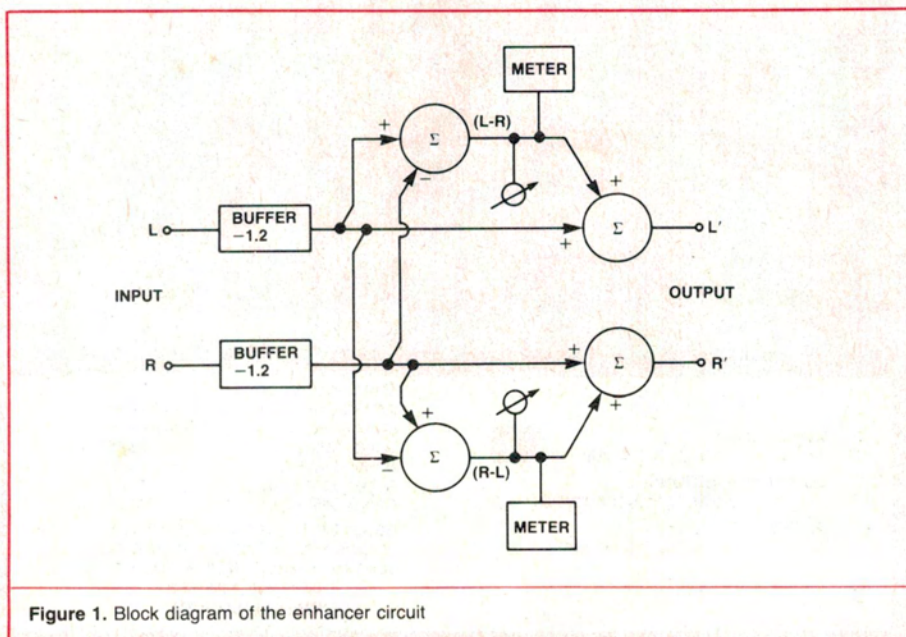 METER
+ Σ (L-R)
−
+
L BUFFER −1.2 + Σ L'
INPUT OUTPUT
R BUFFER −1.2 + Σ R'
+
+
− Σ (R-L)
METER
Figure 1. Block diagram of the enhancer circuit